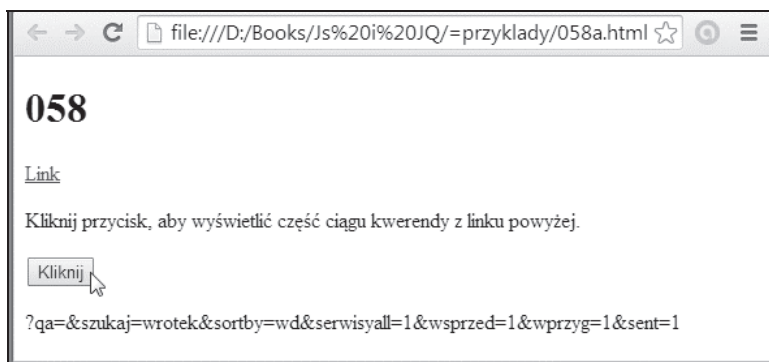 file:///D:/Books/Js%20i%20JQ/=przyklady/058a.html
058
Link
Kliknij przycisk, aby wyświetlić część ciągu kwerendy z linku powyżej.
Kliknij
?qa=&szukaj=wrotek&sortby=wd&serwisyall=1&wsprzed=1&wprzyg=1&sent=1